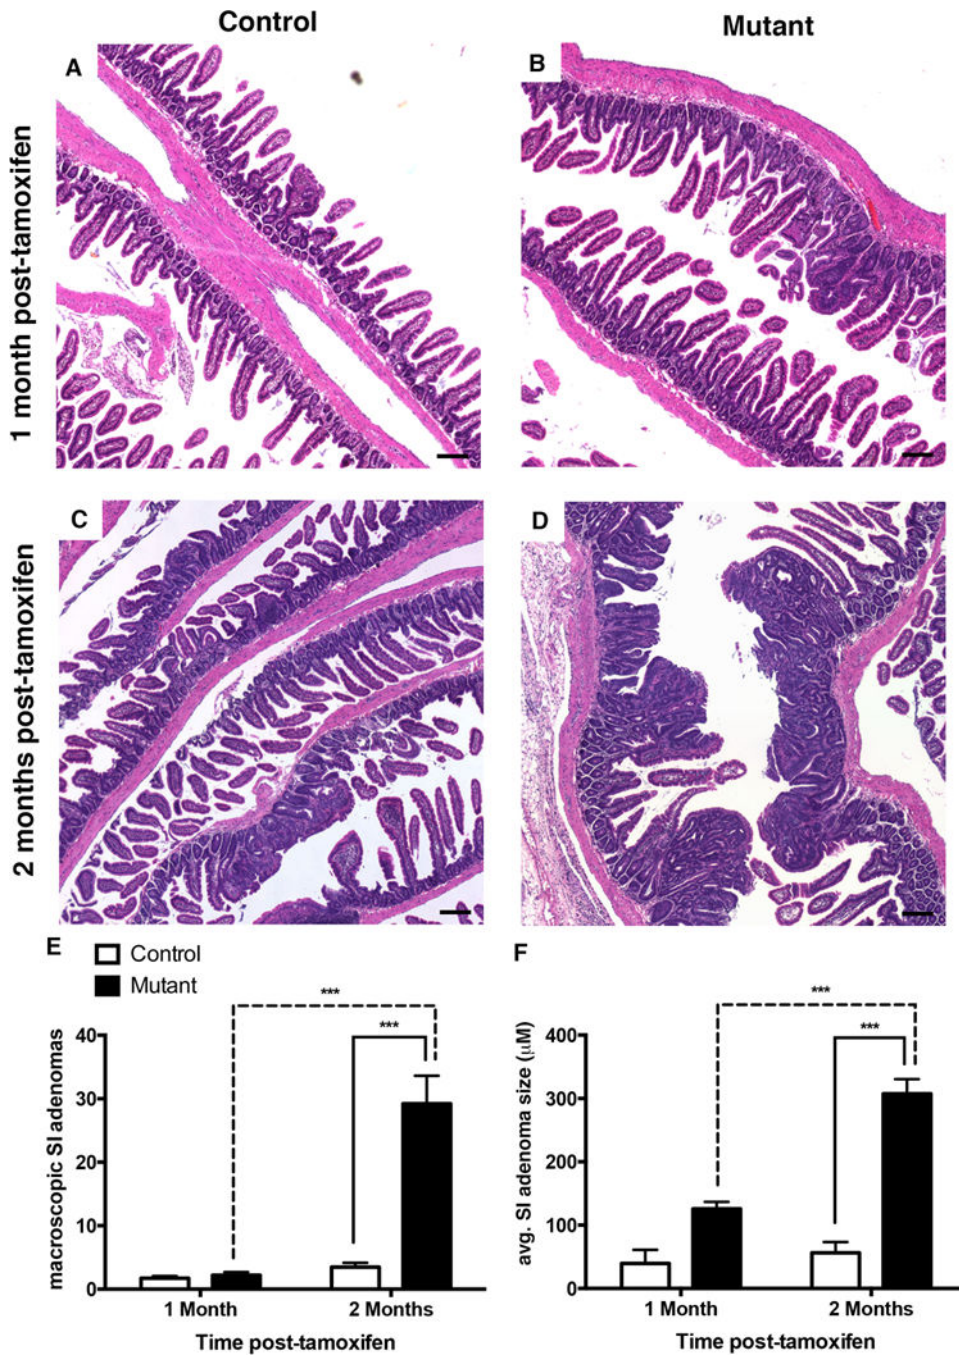 Control
Mutant
A
B
1 month post-tamoxifen
C
D
2 months post-tamoxifen
E
Control
Mutant
***
***
40
30
20
10
0
macroscopic SI adenomas
1 Month
2 Months
Time post-tamoxifen
F
***
***
400
300
200
100
0
avg. SI adenoma size (μM)
1 Month
2 Months
Time post-tamoxifen